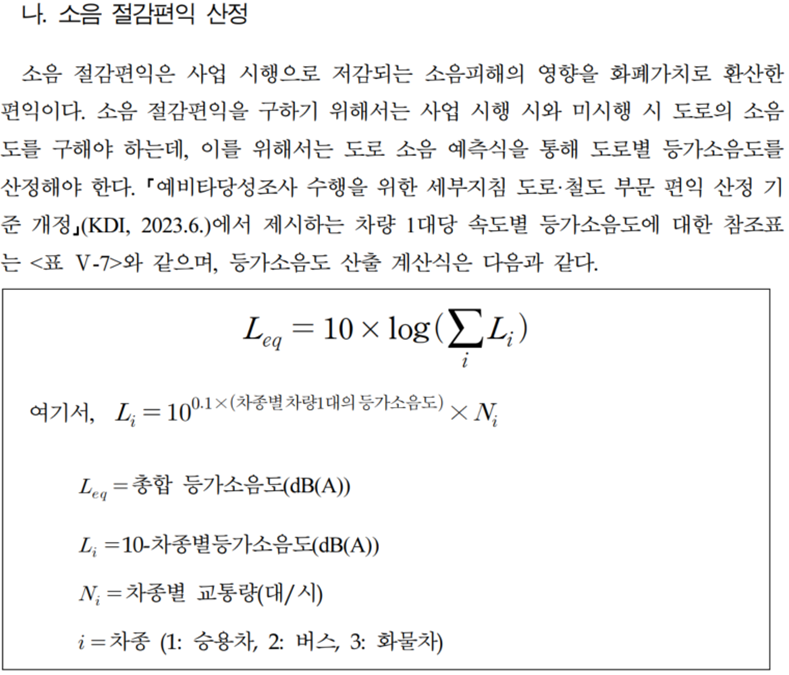 나. 소음 절감편익 산정
소음 절감편익은 사업 시행으로 저감되는 소음피해의 영향을 화폐가치로 환산한
편익이다. 소음 절감편익을 구하기 위해서는 사업 시행 시와 미시행 시 도로의 소음
도를 구해야 하는데, 이를 위해서는 도로 소음 예측식을 통해 도로별 등가소음도를
산정해야 한다. 「예비타당성조사 수행을 위한 세부지침 도로·철도 부문 편익 산정 기
준 개정」(KDI, 2023.6.)에서 제시하는 차량 1대당 속도별 등가소음도에 대한 참조표
는 <표 V-7>와 같으며, 등가소음도 산출 계산식은 다음과 같다.
L_{eq} = 10 × log(∑_i L_i)
여기서, L_i = 10^{0.1×(차종별 차량1대의 등가소음도)} × N_i
L_{eq} = 총합 등가소음도(dB(A))
L_i =10-차종별등가소음도(dB(A))
N_i = 차종별 교통량(대/시)
i = 차종 (1: 승용차, 2: 버스, 3: 화물차)